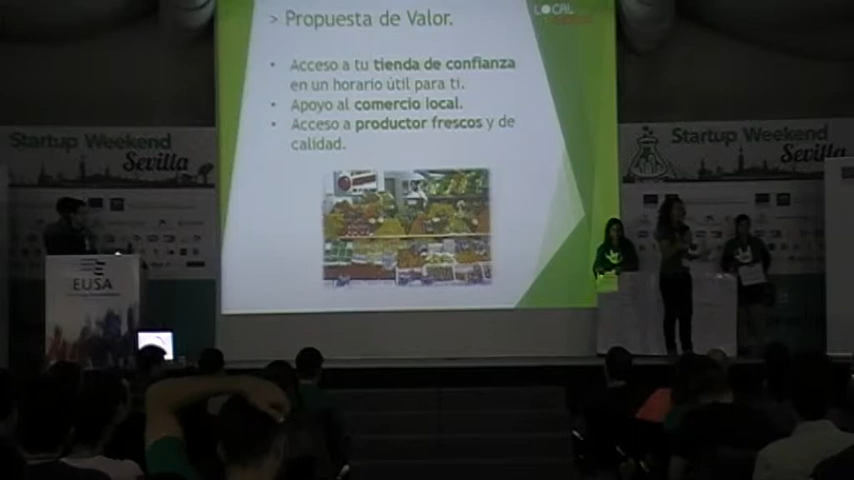 > Propuesta de Valor.
LOCAL
• Acceso a tu tienda de confianza
en un horario útil para ti.
• Apoyo al comercio local.
• Acceso a productor frescos y de
calidad.
Startup Weekend
Sevilla
Startup Weekend
Sevilla
EUSA